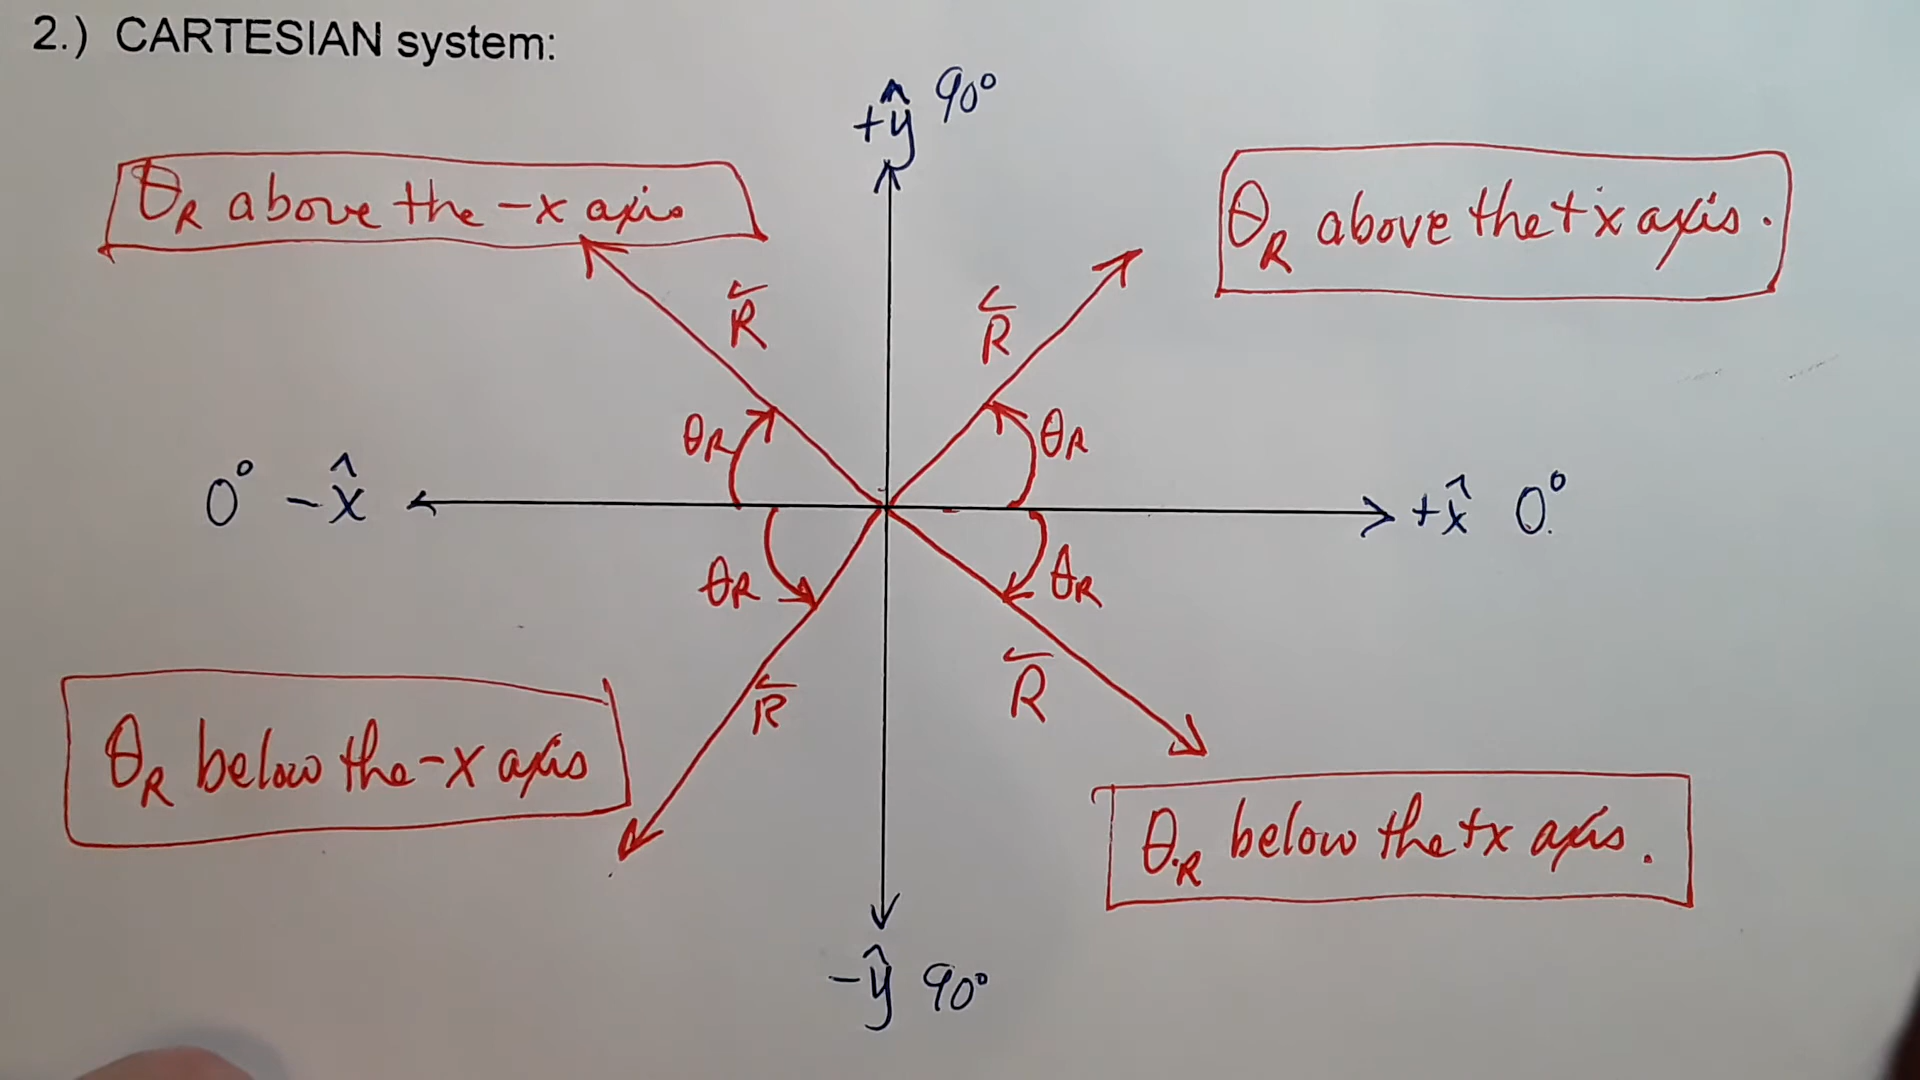 2.) CARTESIAN system:
+ŷ 90°
θR above the -x axis
θR above the +x axis.
R
R
θR
θR
0° -x̂
+x̂ 0°
θR
θR
R
R
θR below the -x axis
θR below the +x axis.
-ŷ 90°